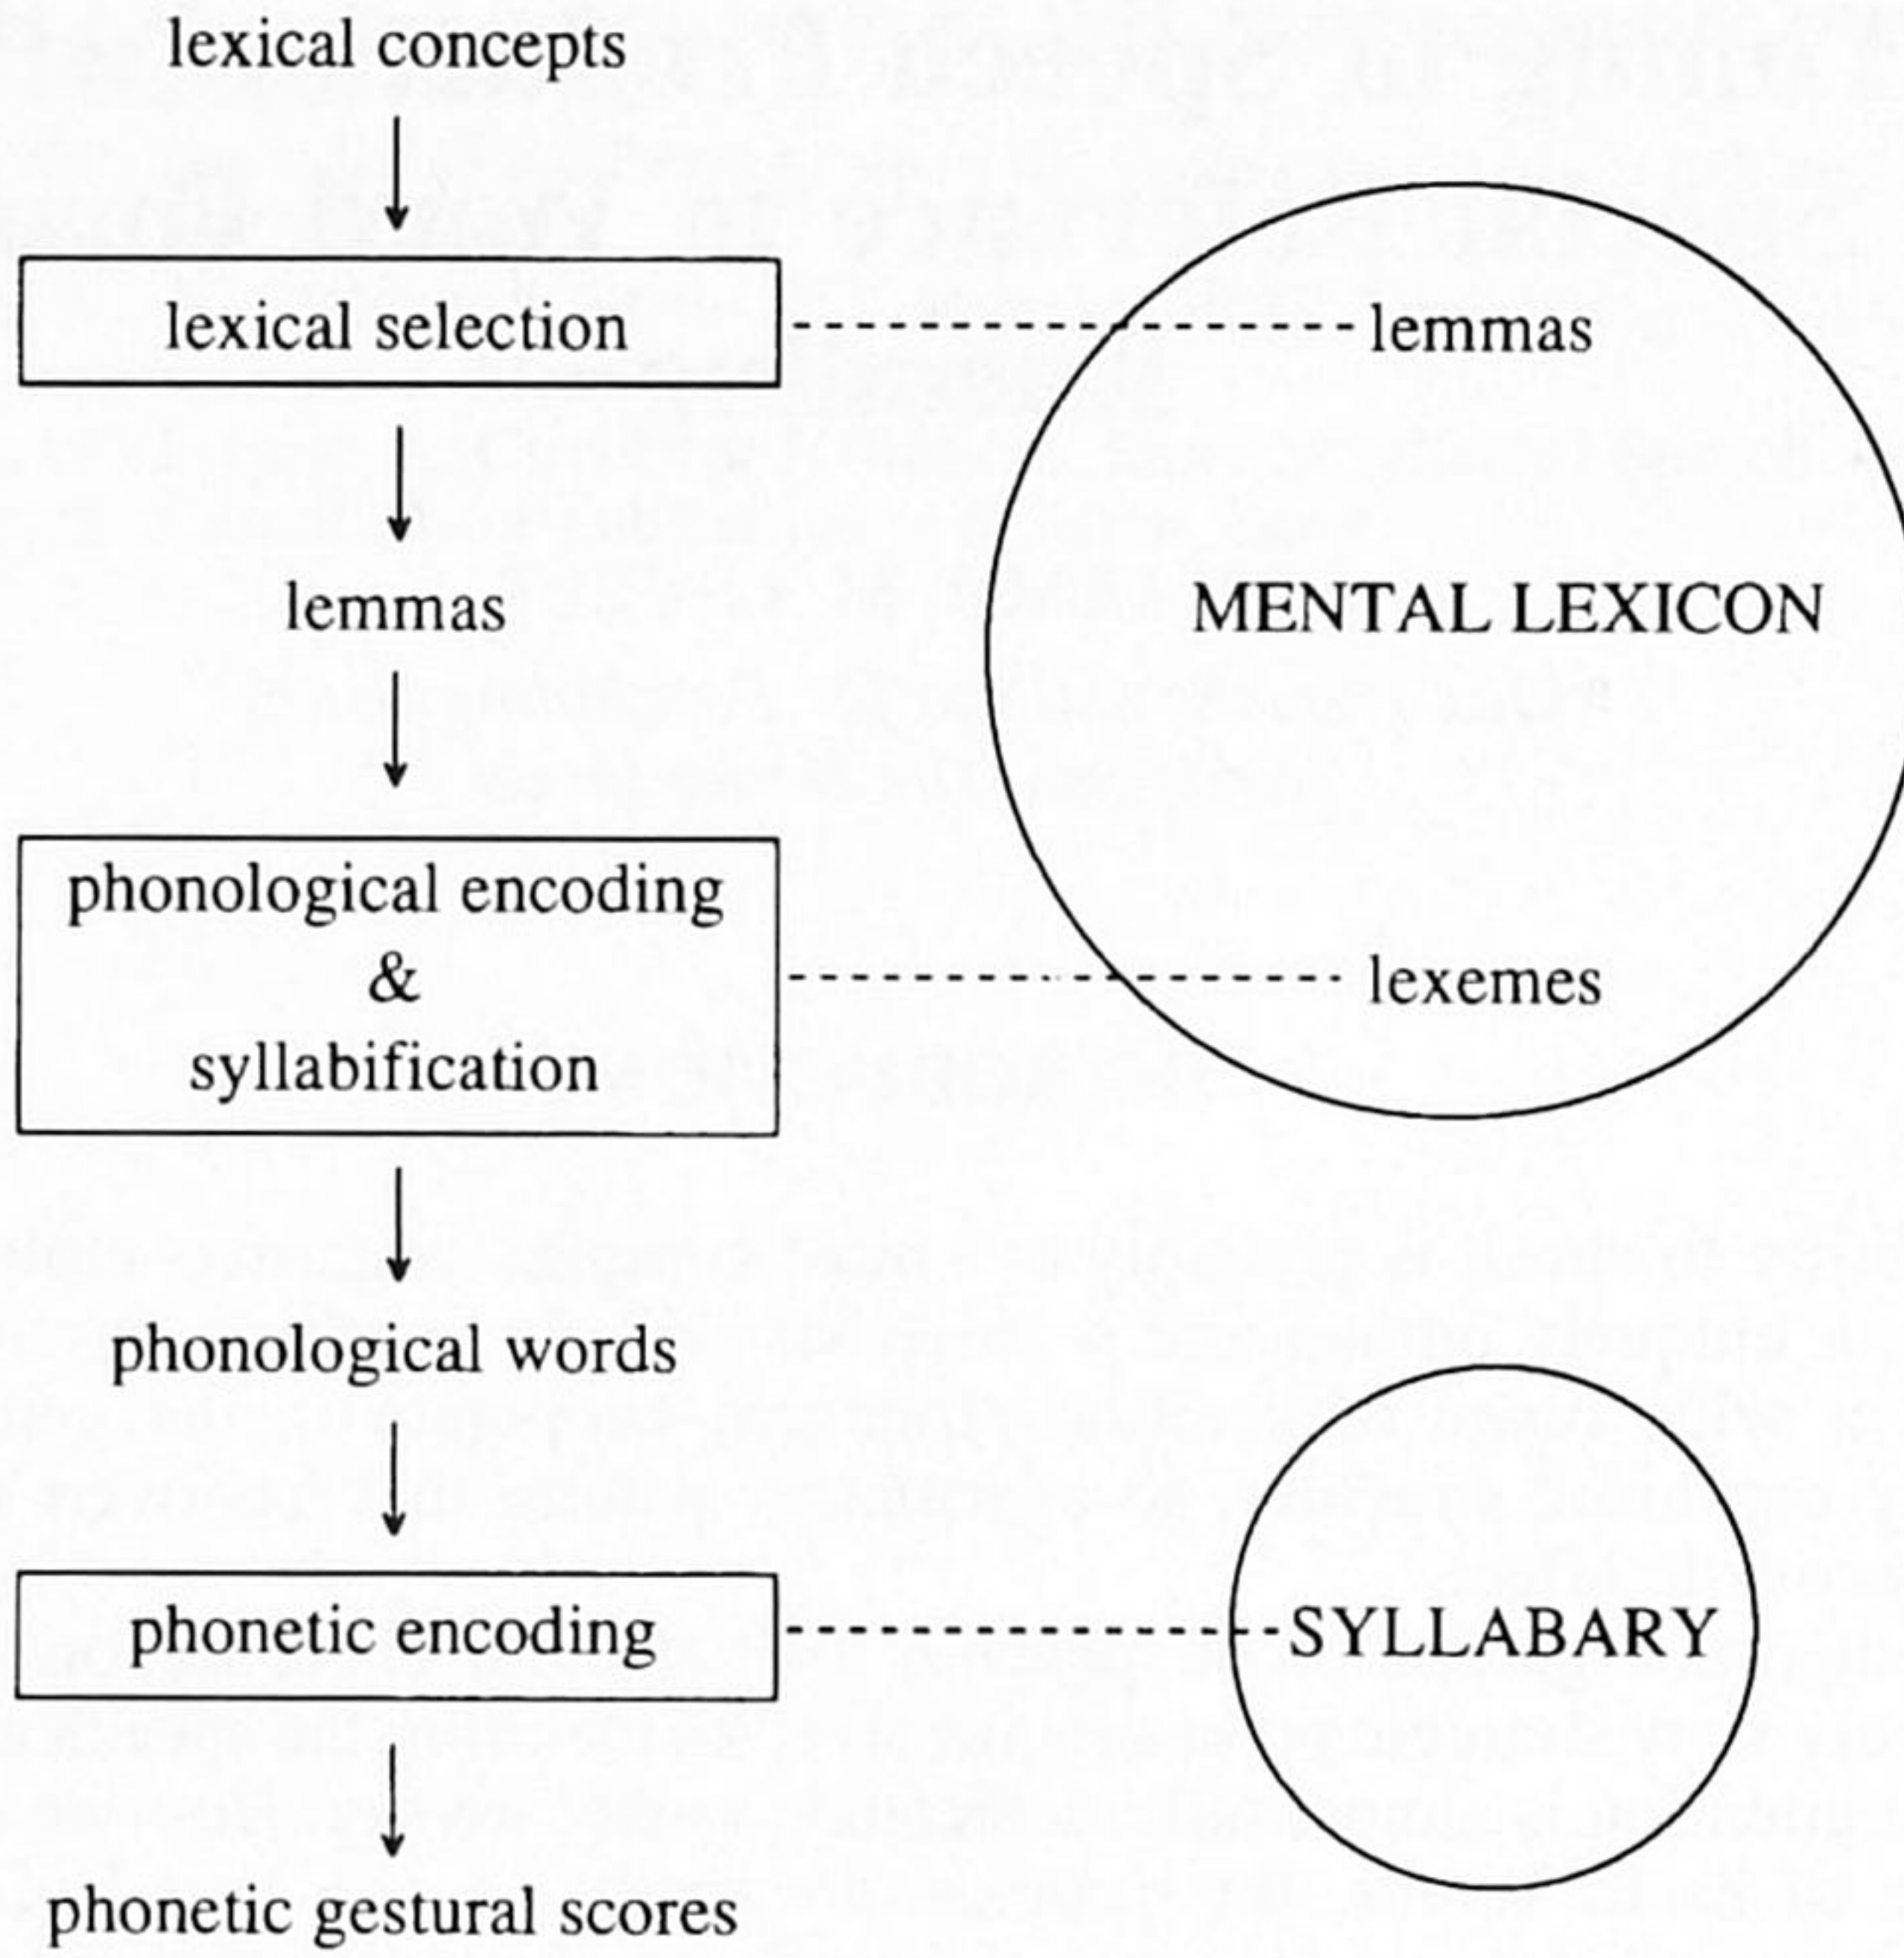 lexical concepts
lexical selection
lemmas
lemmas
MENTAL LEXICON
phonological encoding
&
syllabification
lexemes
phonological words
phonetic encoding
SYLLABARY
phonetic gestural scores